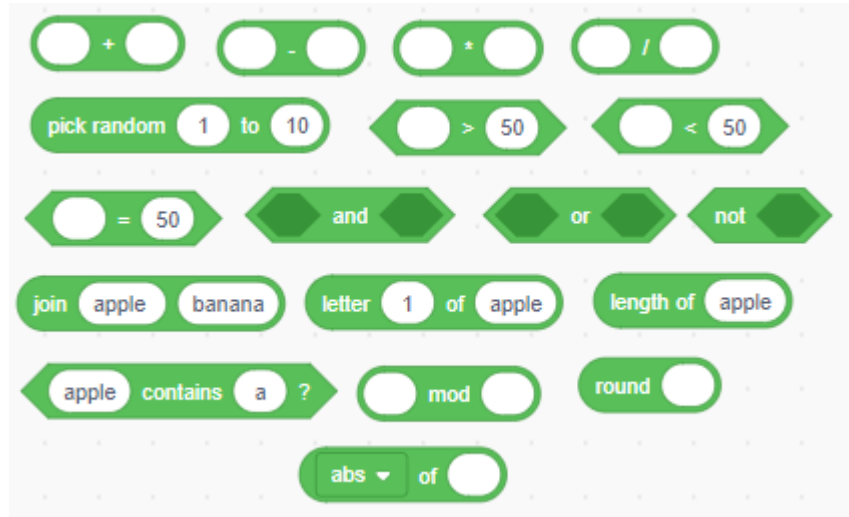 + - * /
pick random 1 to 10 > 50 < 50
= 50 and or not
join apple banana letter 1 of apple length of apple
apple contains a ? mod round
abs of